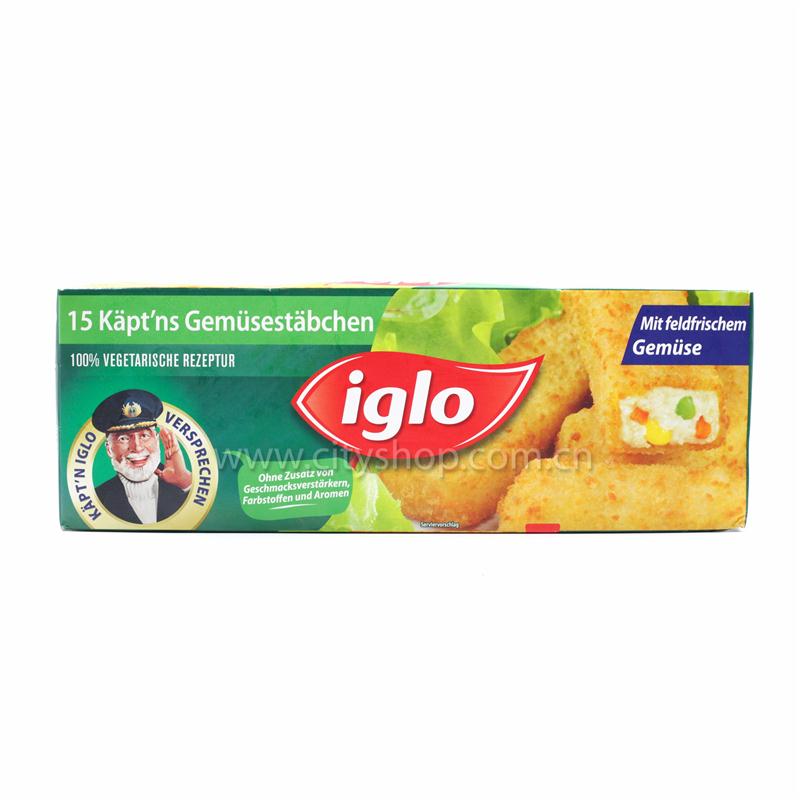 15 Käpt'ns Gemüsestäbchen
100% VEGETARISCHE REZEPTUR
iglo
Mit feldfrischem
Gemüse
KÄPT'N IGLO VERSPRECHEN
Ohne Zusatz von
Geschmacksverstärkern,
Farbstoffen und Aromen
www.cityshop.com.cn
Serviervorschlag